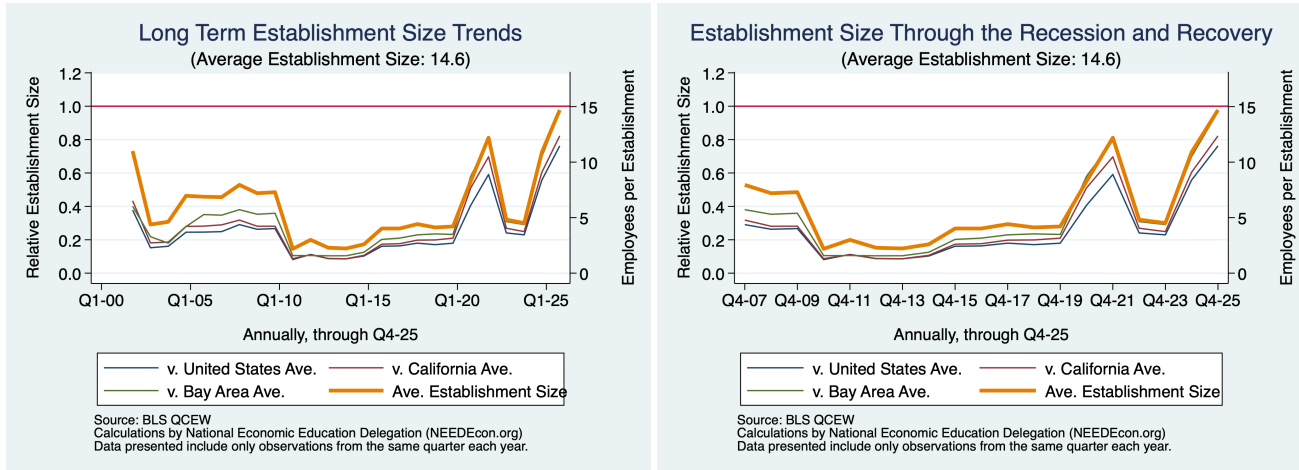 Long Term Establishment Size Trends
(Average Establishment Size: 14.6)
Relative Establishment Size
1.2
1.0
0.8
0.6
0.4
0.2
0.0
15
10
5
0
Employees per Establishment
Q1-00 Q1-05 Q1-10 Q1-15 Q1-20 Q1-25
Annually, through Q4-25
v. United States Ave. v. California Ave.
v. Bay Area Ave. Ave. Establishment Size
Source: BLS QCEW
Calculations by National Economic Education Delegation (NEEDEcon.org)
Data presented include only observations from the same quarter each year.
Establishment Size Through the Recession and Recovery
(Average Establishment Size: 14.6)
Relative Establishment Size
1.2
1.0
0.8
0.6
0.4
0.2
0.0
15
10
5
0
Employees per Establishment
Q4-07 Q4-09 Q4-11 Q4-13 Q4-15 Q4-17 Q4-19 Q4-21 Q4-23 Q4-25
Annually, through Q4-25
v. United States Ave. v. California Ave.
v. Bay Area Ave. Ave. Establishment Size
Source: BLS QCEW
Calculations by National Economic Education Delegation (NEEDEcon.org)
Data presented include only observations from the same quarter each year.